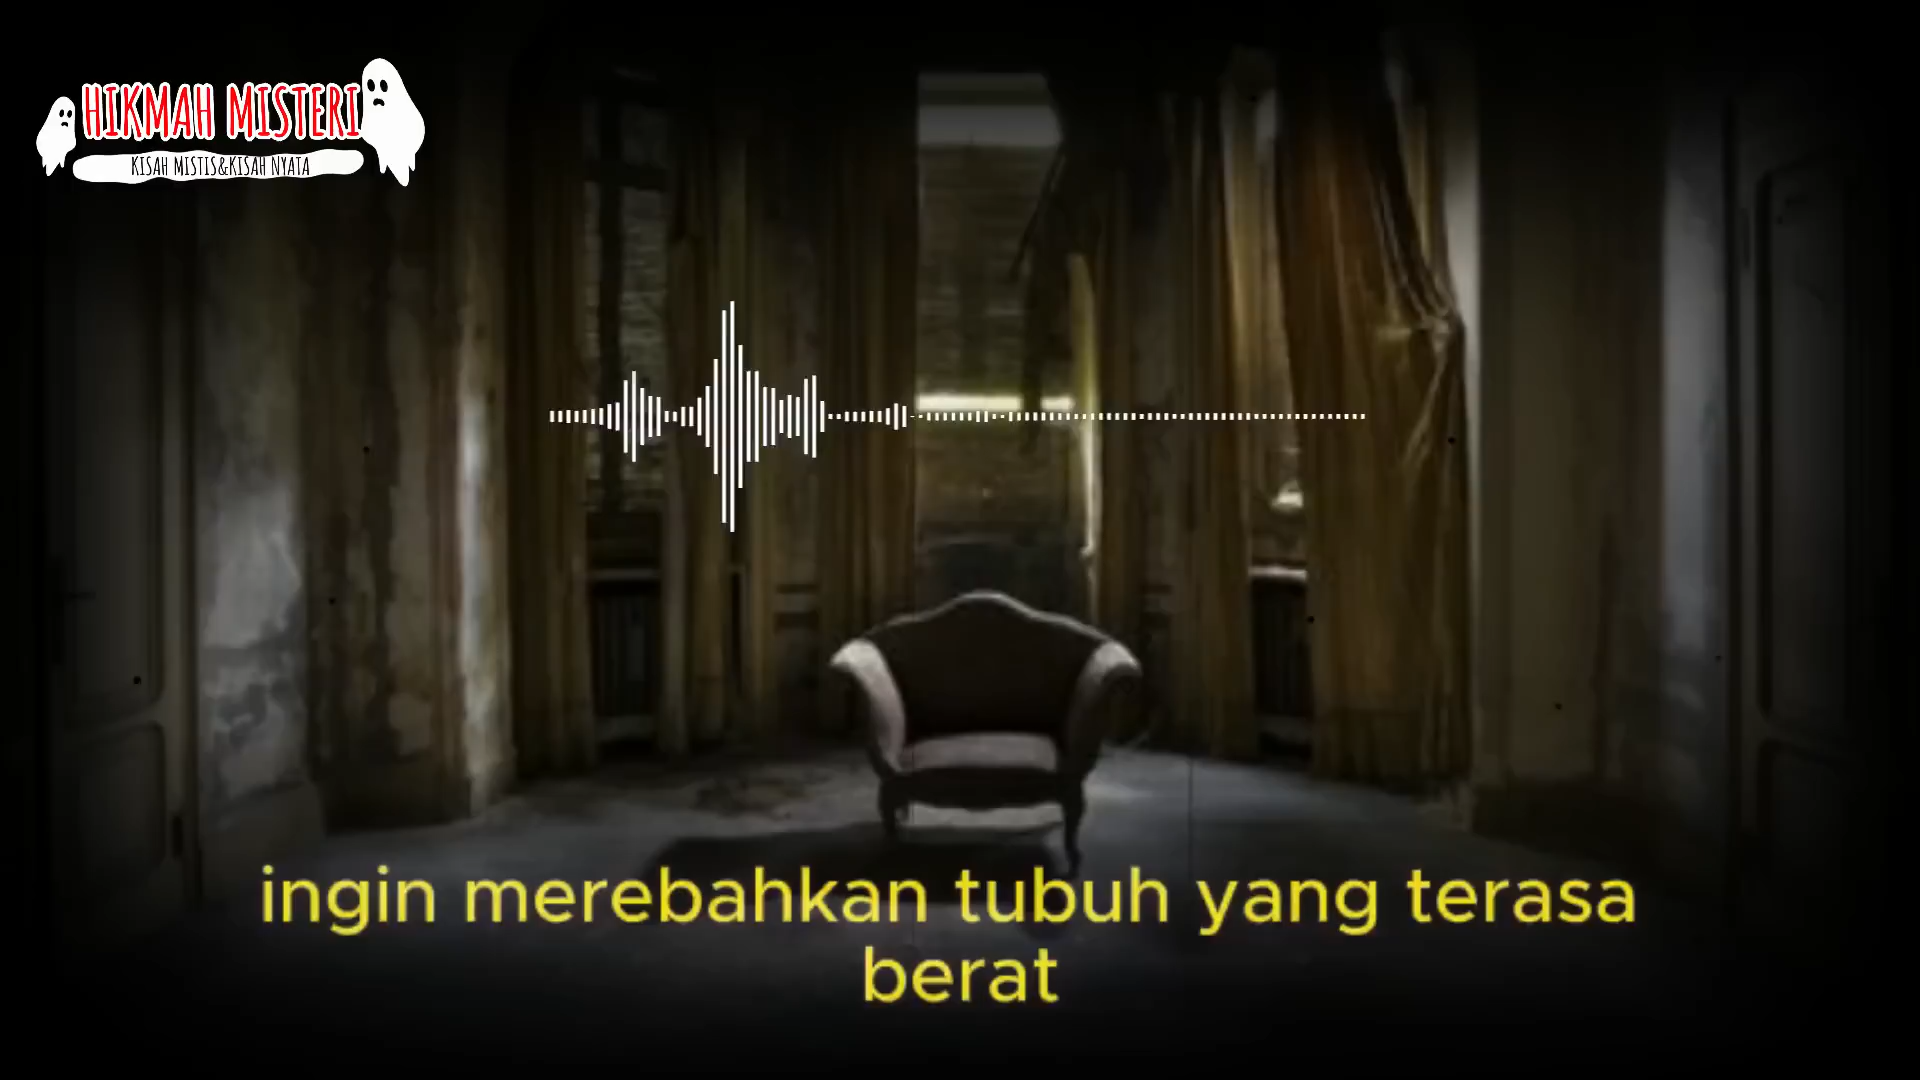 HIKMAH MISTERI
KISAH MISTIS&KISAH NYATA
ingin merebahkan tubuh yang terasa
berat